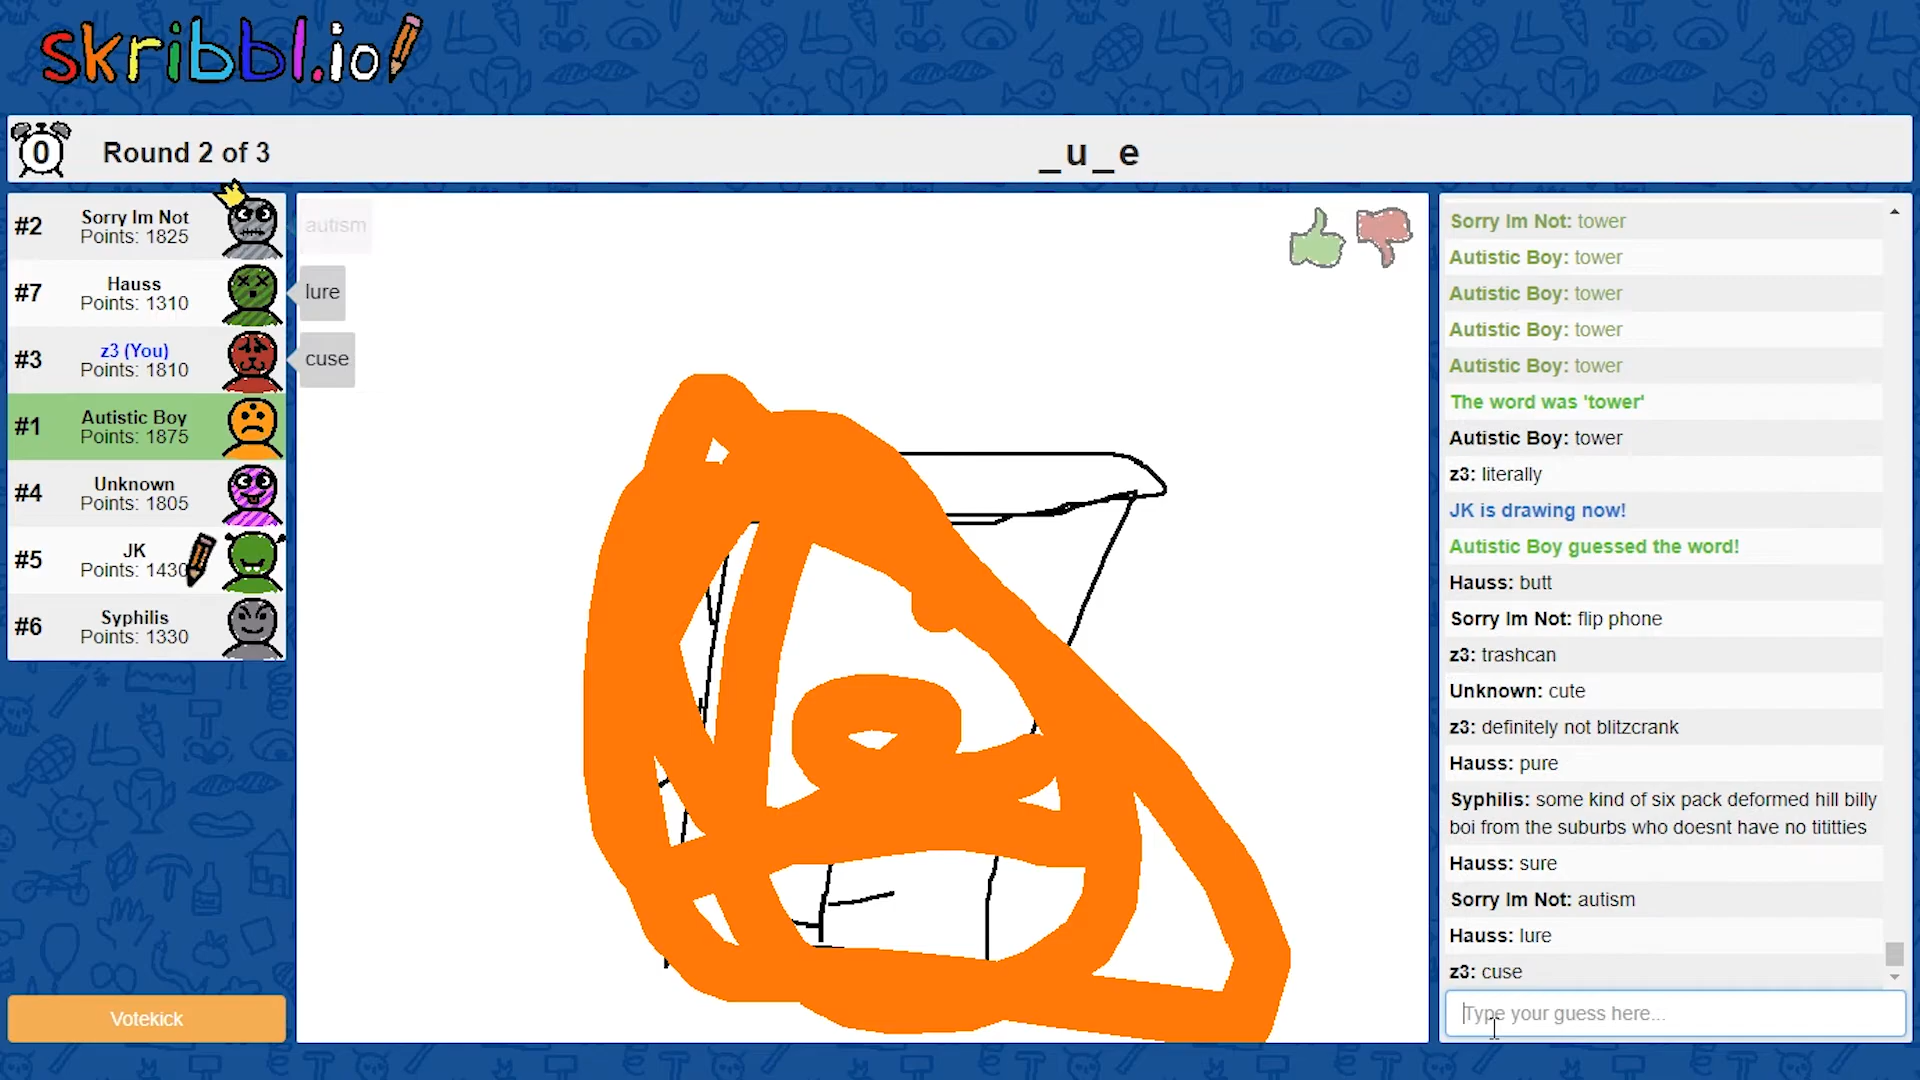 skribbl.io
0
Round 2 of 3
_u_e
#2
Sorry Im Not
Points: 1825
#7
Hauss
Points: 1310
#3
z3 (You)
Points: 1810
#1
Autistic Boy
Points: 1875
#4
Unknown
Points: 1805
#5
JK
Points: 1430
#6
Syphilis
Points: 1330
Votekick
autism
lure
cuse
Sorry Im Not: tower
Autistic Boy: tower
Autistic Boy: tower
Autistic Boy: tower
Autistic Boy: tower
The word was 'tower'
Autistic Boy: tower
z3: literally
JK is drawing now!
Autistic Boy guessed the word!
Hauss: butt
Sorry Im Not: flip phone
z3: trashcan
Unknown: cute
z3: definitely not blitzcrank
Hauss: pure
Syphilis: some kind of six pack deformed hill billy
boi from the suburbs who doesnt have no tititties
Hauss: sure
Sorry Im Not: autism
Hauss: lure
z3: cuse
Type your guess here...